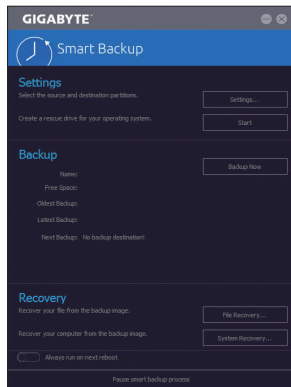 GIGABYTE™
Smart Backup
Settings
Select the source and destination partitions.
Settings...
Create a rescue drive for your operating system.
Start
Backup
Backup Now
Name:
Free Space:
Oldest Backup:
Latest Backup:
Next Backup: No backup destination!
Recovery
Recover your file from the backup image.
File Recovery...
Recover your computer from the backup image.
System Recovery...
Always run on next reboot
Pause smart backup process